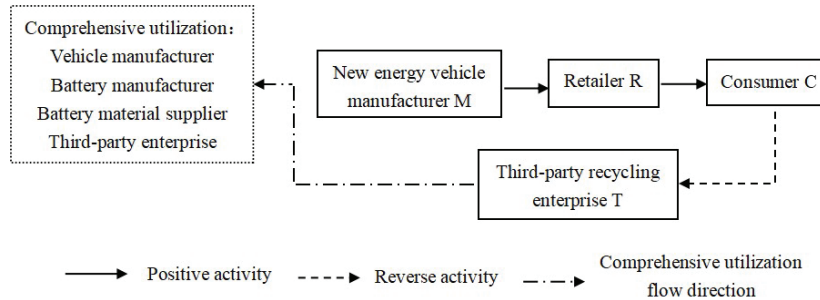 Comprehensive utilization:
Vehicle manufacturer
Battery manufacturer
Battery material supplier
Third-party enterprise
New energy vehicle
manufacturer M
Retailer R
Consumer C
Third-party recycling
enterprise T
Positive activity
Reverse activity
Comprehensive utilization
flow direction